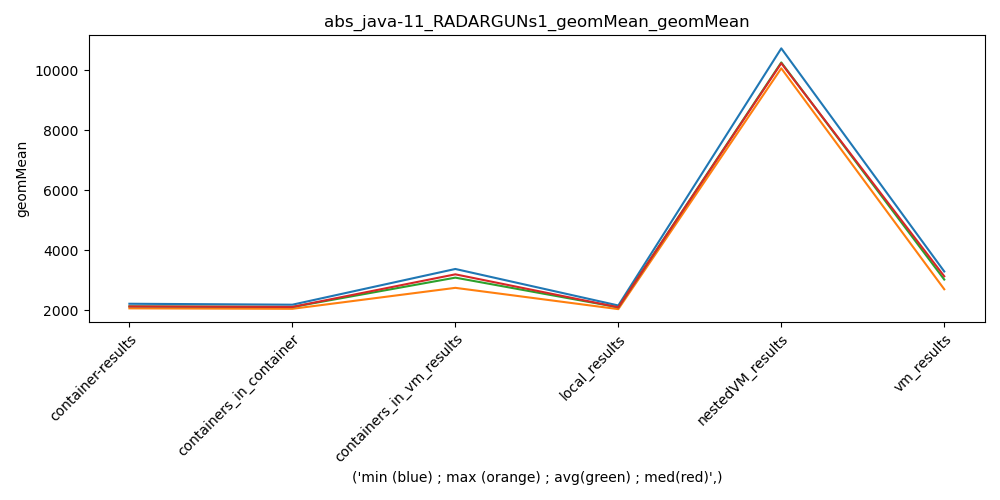 abs_java-11_RADARGUNs1_geomMean_geomMean
geomMean
10000
8000
6000
4000
2000
container-results
containers_in_container
containers_in_vm_results
local_results
nestedVM_results
vm_results
('min (blue) ; max (orange) ; avg(green) ; med(red)',)